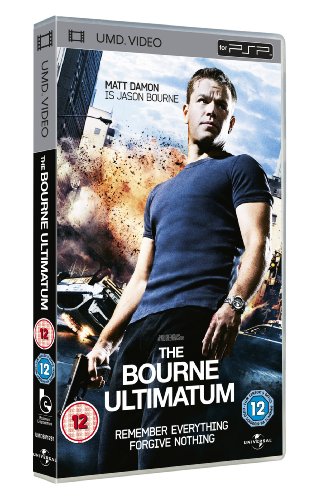 UMD. VIDEO
UMD. VIDEO
for PSP
MATT DAMON
IS JASON BOURNE
THE BOURNE ULTIMATUM
THE
BOURNE
ULTIMATUM
REMEMBER EVERYTHING
FORGIVE NOTHING
12
12
12
12
UNIVERSAL
UNIVERSAL